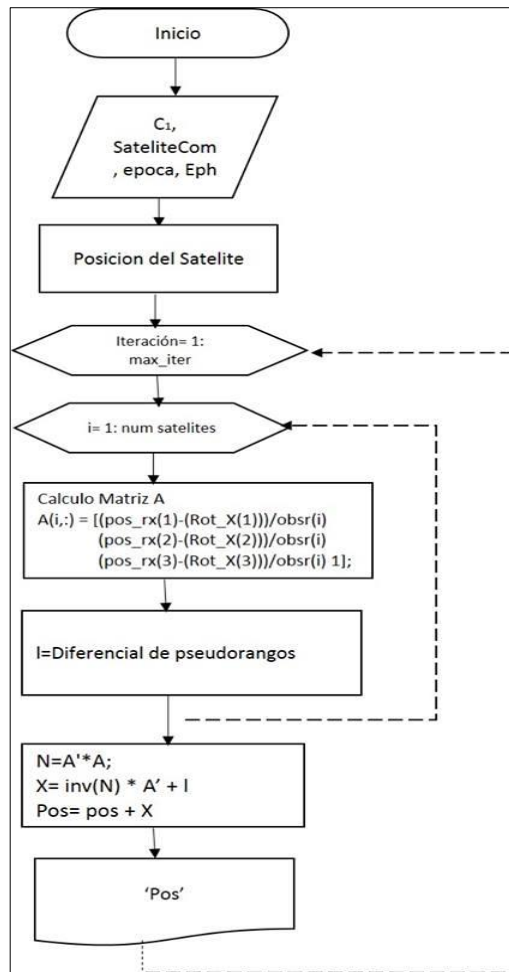 Inicio
C₁,
SateliteCom
, epoca, Eph
Posicion del Satelite
Iteración= 1:
max_iter
i= 1: num satelites
Calculo Matriz A
A(i,:) = [((pos_rx(1)-(Rot_X(1)))/obsr(i)
(pos_rx(2)-(Rot_X(2)))/obsr(i)
(pos_rx(3)-(Rot_X(3)))/obsr(i) 1];
l=Diferencial de pseudorangos
N=A'*A;
X= inv(N) * A’ + l
Pos= pos + X
‘Pos’